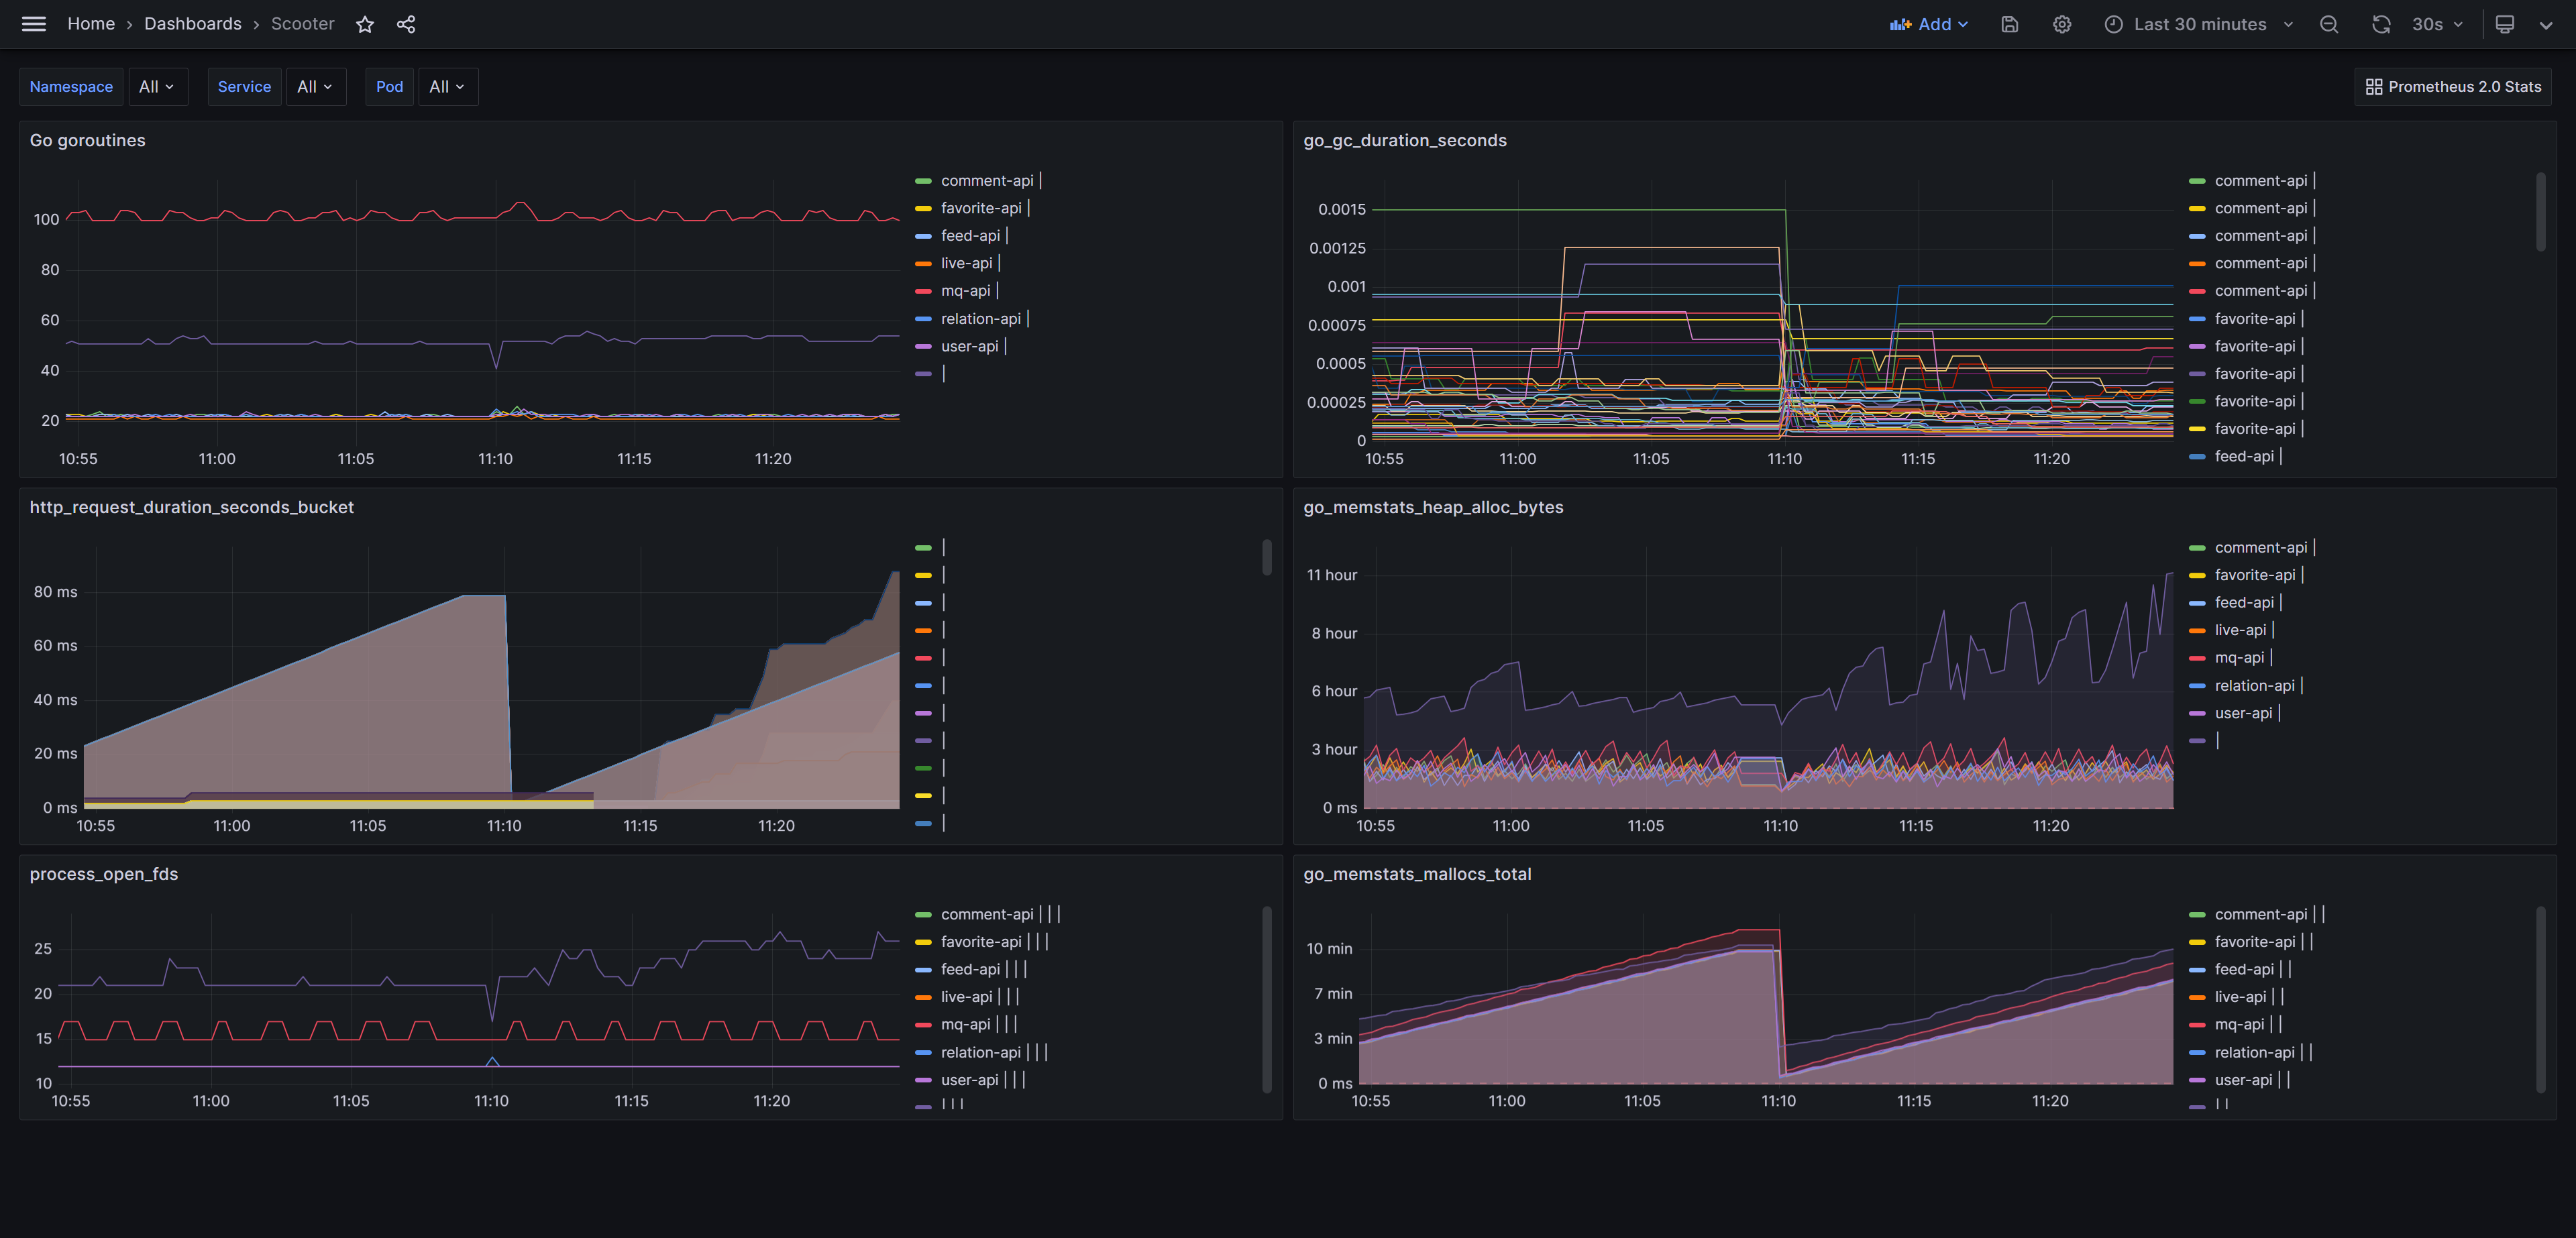 Home › Dashboards › Scooter
Add
Last 30 minutes
30s
Namespace All
Service All
Pod All
Prometheus 2.0 Stats
Go goroutines
100
80
60
40
20
10:55 11:00 11:05 11:10 11:15 11:20
comment-api |
favorite-api |
feed-api |
live-api |
mq-api |
relation-api |
user-api |
|
go_gc_duration_seconds
0.0015
0.00125
0.001
0.00075
0.0005
0.00025
0
10:55 11:00 11:05 11:10 11:15 11:20
comment-api |
comment-api |
comment-api |
comment-api |
comment-api |
favorite-api |
favorite-api |
favorite-api |
favorite-api |
favorite-api |
feed-api |
http_request_duration_seconds_bucket
80 ms
60 ms
40 ms
20 ms
0 ms
10:55 11:00 11:05 11:10 11:15 11:20
|
|
|
|
|
|
|
|
|
|
|
go_memstats_heap_alloc_bytes
11 hour
8 hour
6 hour
3 hour
0 ms
10:55 11:00 11:05 11:10 11:15 11:20
comment-api |
favorite-api |
feed-api |
live-api |
mq-api |
relation-api |
user-api |
|
process_open_fds
25
20
15
10
10:55 11:00 11:05 11:10 11:15 11:20
comment-api | | |
favorite-api | | |
feed-api | | |
live-api | | |
mq-api | | |
relation-api | | |
user-api | | |
| | |
go_memstats_mallocs_total
10 min
7 min
3 min
0 ms
10:55 11:00 11:05 11:10 11:15 11:20
comment-api | |
favorite-api | |
feed-api | |
live-api | |
mq-api | |
relation-api | |
user-api | |
| |